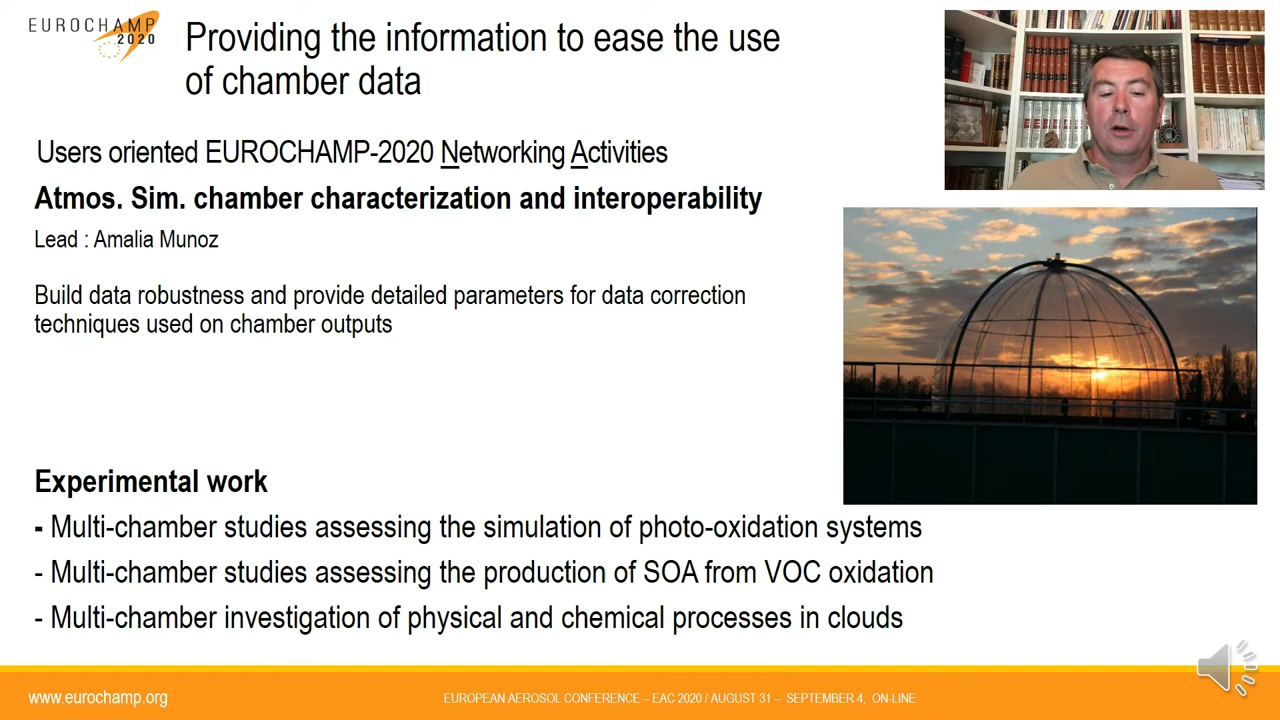 EUROCHAMP
2020
Providing the information to ease the use
of chamber data
Users oriented EUROCHAMP-2020 Networking Activities
Atmos. Sim. chamber characterization and interoperability
Lead : Amalia Munoz
Build data robustness and provide detailed parameters for data correction
techniques used on chamber outputs
Experimental work
- Multi-chamber studies assessing the simulation of photo-oxidation systems
- Multi-chamber studies assessing the production of SOA from VOC oxidation
- Multi-chamber investigation of physical and chemical processes in clouds
www.eurochamp.org
EUROPEAN AEROSOL CONFERENCE – EAC 2020 / AUGUST 31 – SEPTEMBER 4, ON-LINE